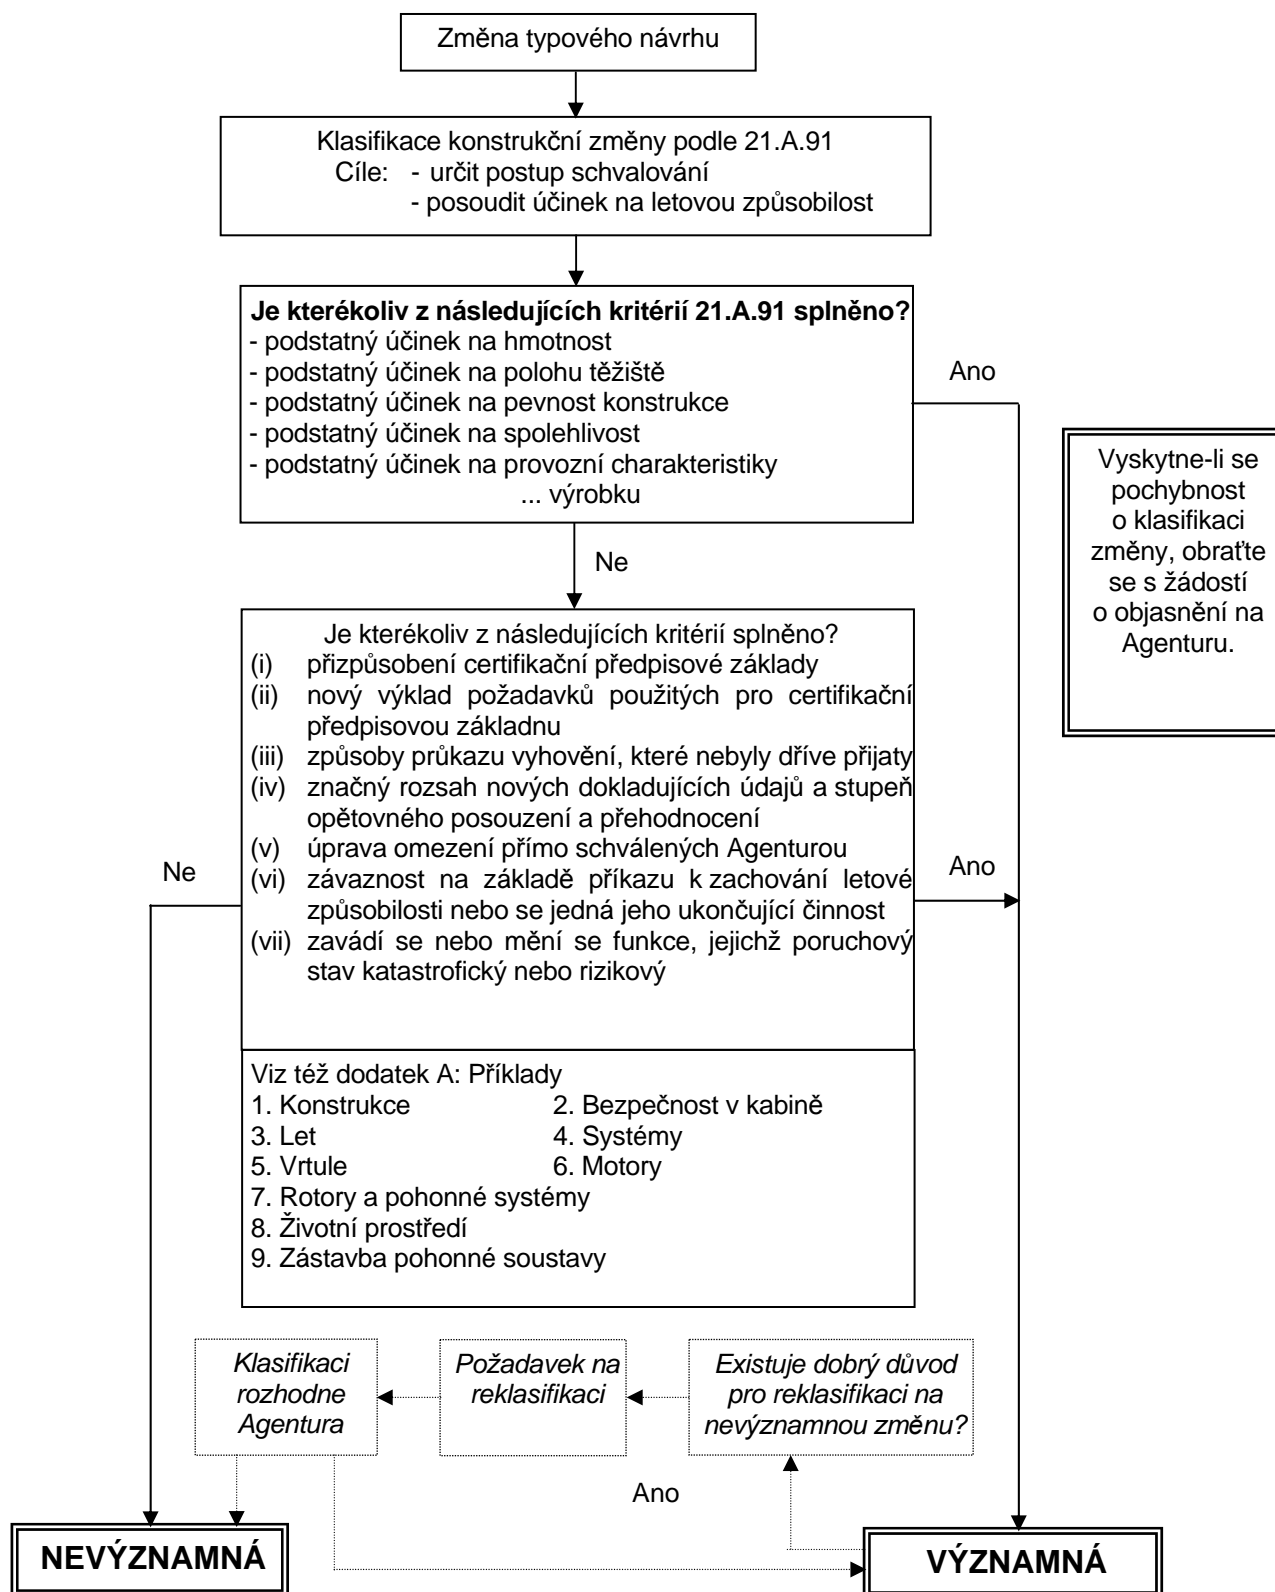 Změna typového návrhu
Klasifikace konstrukční změny podle 21.A.91
Cíle: - určit postup schvalování
- posoudit účinek na letovou způsobilost
Je kterékoliv z následujících kritérií 21.A.91 splněno?
- podstatný účinek na hmotnost
- podstatný účinek na polohu těžiště
- podstatný účinek na pevnost konstrukce
- podstatný účinek na spolehlivost
- podstatný účinek na provozní charakteristiky
... výrobku
Ano
Vyskytne-li se
pochybnost
o klasifikaci
změny, obraťte
se s žádostí
o objasnění na
Agenturu.
Ne
Je kterékoliv z následujících kritérií splněno?
(i) přizpůsobení certifikační předpisové základy
(ii) nový výklad požadavků použitých pro certifikační
předpisovou základnu
(iii) způsoby průkazu vyhovění, které nebyly dříve přijaty
(iv) značný rozsah nových dokladujících údajů a stupeň
opětovného posouzení a přehodnocení
(v) úprava omezení přímo schválených Agenturou
(vi) závaznost na základě příkazu k zachování letové
způsobilosti nebo se jedná jeho ukončující činnost
(vii) zavádí se nebo mění se funkce, jejichž poruchový
stav katastrofický nebo rizikový
Ne
Ano
Viz též dodatek A: Příklady
1. Konstrukce 2. Bezpečnost v kabině
3. Let 4. Systémy
5. Vrtule 6. Motory
7. Rotory a pohonné systémy
8. Životní prostředí
9. Zástavba pohonné soustavy
Klasifikaci
rozhodne
Agentura
Požadavek na
reklasifikaci
Existuje dobrý důvod
pro reklasifikaci na
nevýznamnou změnu?
Ano
NEVÝZNAMNÁ
VÝZNAMNÁ